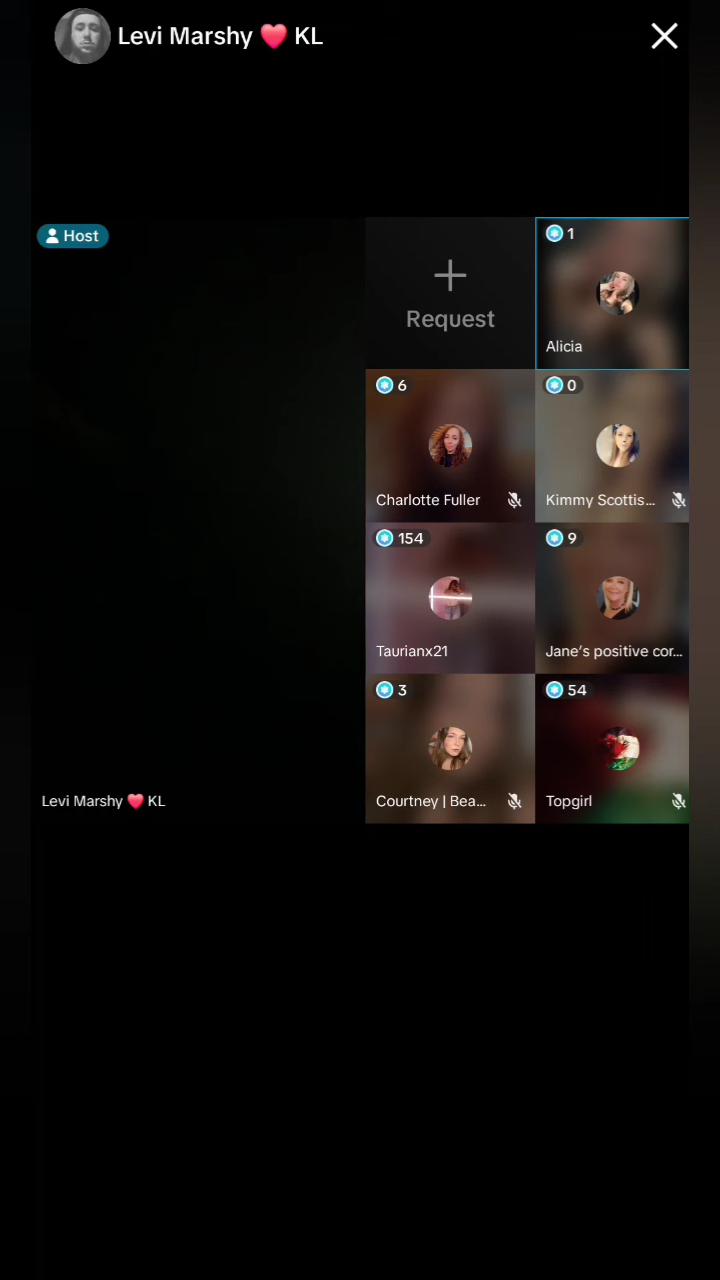 Levi Marshy ❤️ KL
Host
Request
1
Alicia
6
0
Charlotte Fuller
Kimmy Scottis...
154
9
Taurianx21
Jane's positive cor...
3
54
Courtney | Bea...
Topgirl
Levi Marshy ❤️ KL